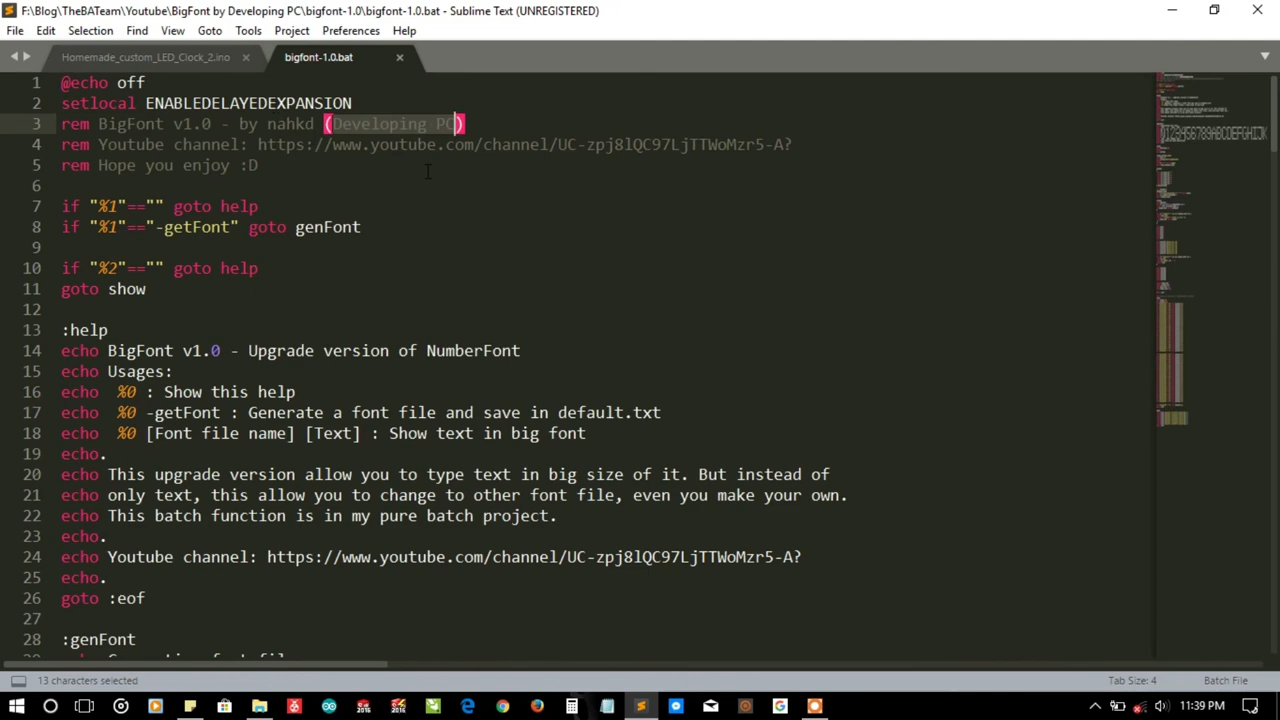 F:\Blog\TheBATeam\Youtube\BigFont by Developing PC\bigfont-1.0\bigfont-1.0.bat - Sublime Text (UNREGISTERED)
File Edit Selection Find View Goto Tools Project Preferences Help
Homemade_custom_LED_Clock_2.ino bigfont-1.0.bat
1 @echo off
2 setlocal ENABLEDELAYEDEXPANSION
3 rem BigFont v1.0 - by nahkd (Developing PC)
4 rem Youtube channel: https://www.youtube.com/channel/UC-zpj8lQC97LjTTWoMzr5-A?
5 rem Hope you enjoy :D
6
7 if "%1"=="" goto help
8 if "%1"=="-getFont" goto genFont
9
10 if "%2"=="" goto help
11 goto show
12
13 :help
14 echo BigFont v1.0 - Upgrade version of NumberFont
15 echo Usages:
16 echo  %0 : Show this help
17 echo  %0 -getFont : Generate a font file and save in default.txt
18 echo  %0 [Font file name] [Text] : Show text in big font
19 echo.
20 echo This upgrade version allow you to type text in big size of it. But instead of
21 echo only text, this allow you to change to other font file, even you make your own.
22 echo This batch function is in my pure batch project.
23 echo.
24 echo Youtube channel: https://www.youtube.com/channel/UC-zpj8lQC97LjTTWoMzr5-A?
25 echo.
26 goto :eof
27
28 :genFont
13 characters selected Tab Size: 4 Batch File
11:39 PM